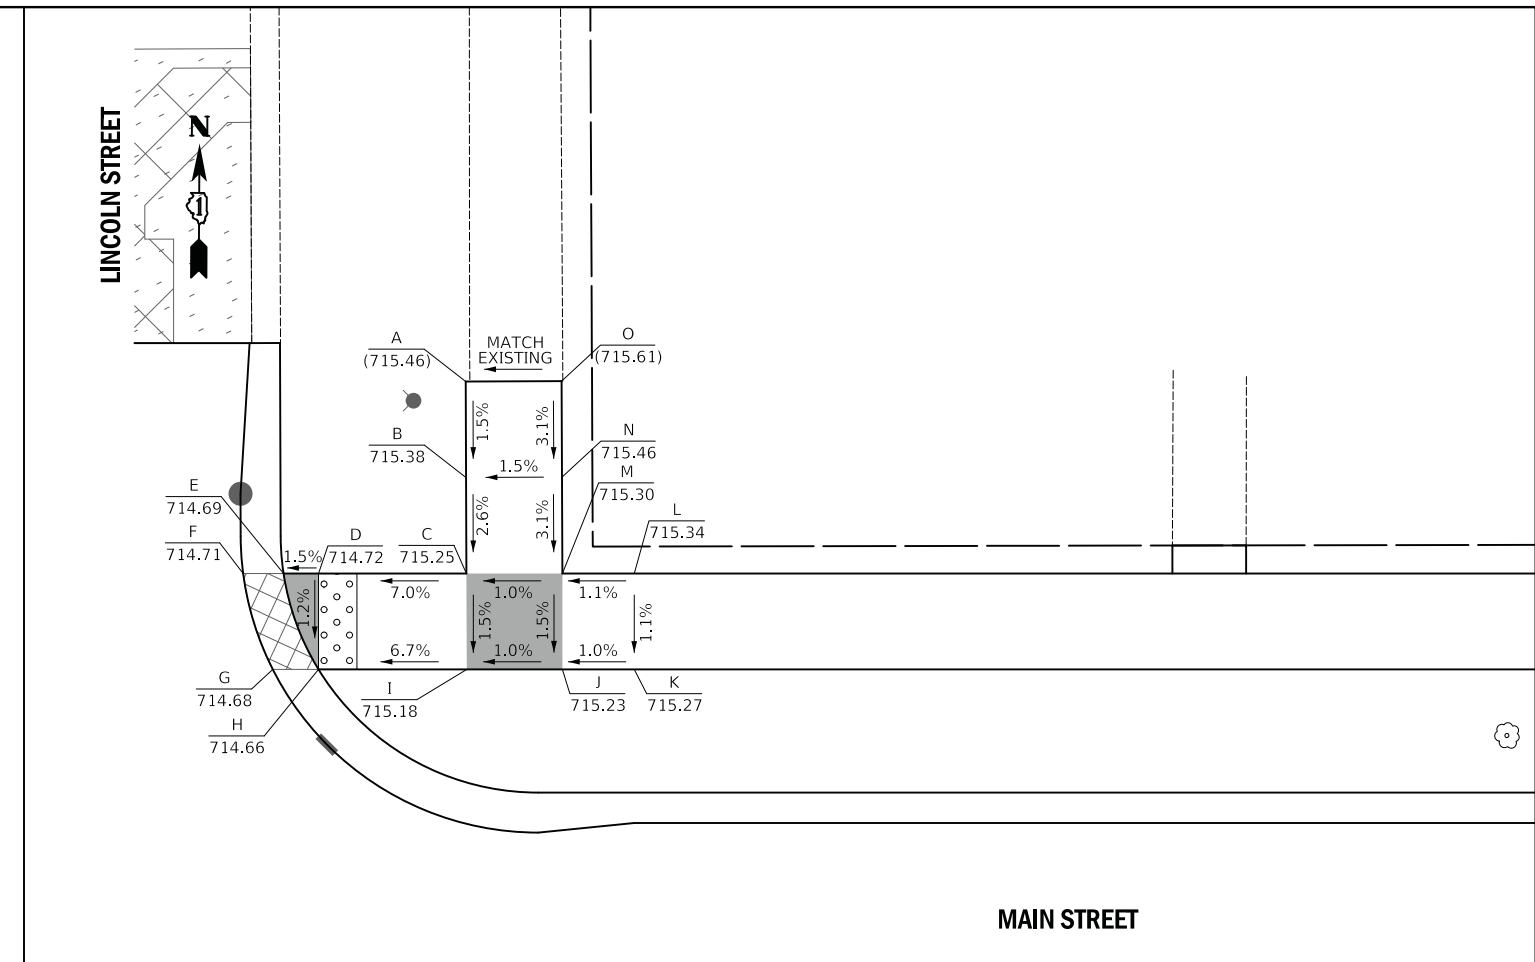 LINCOLN STREET
N
1
A
(715.46)
MATCH
EXISTING
O
(715.61)
1.5%
3.1%
B
715.38
N
715.46
1.5%
M
715.30
E
714.69
2.6%
3.1%
L
715.34
F
714.71
D
714.72
C
715.25
1.5%
7.0%
1.0%
1.1%
1.2%
1.5%
1.5%
1.1%
6.7%
1.0%
1.0%
G
714.68
I
715.18
J
715.23
K
715.27
H
714.66
MAIN STREET